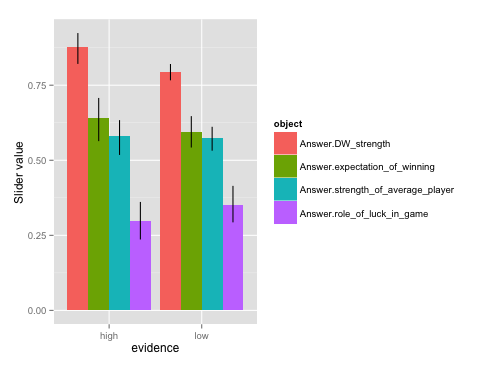 Slider value
0.75
0.50
0.25
0.00
high
low
evidence
object
Answer.DW_strength
Answer.expectation_of_winning
Answer.strength_of_average_player
Answer.role_of_luck_in_game